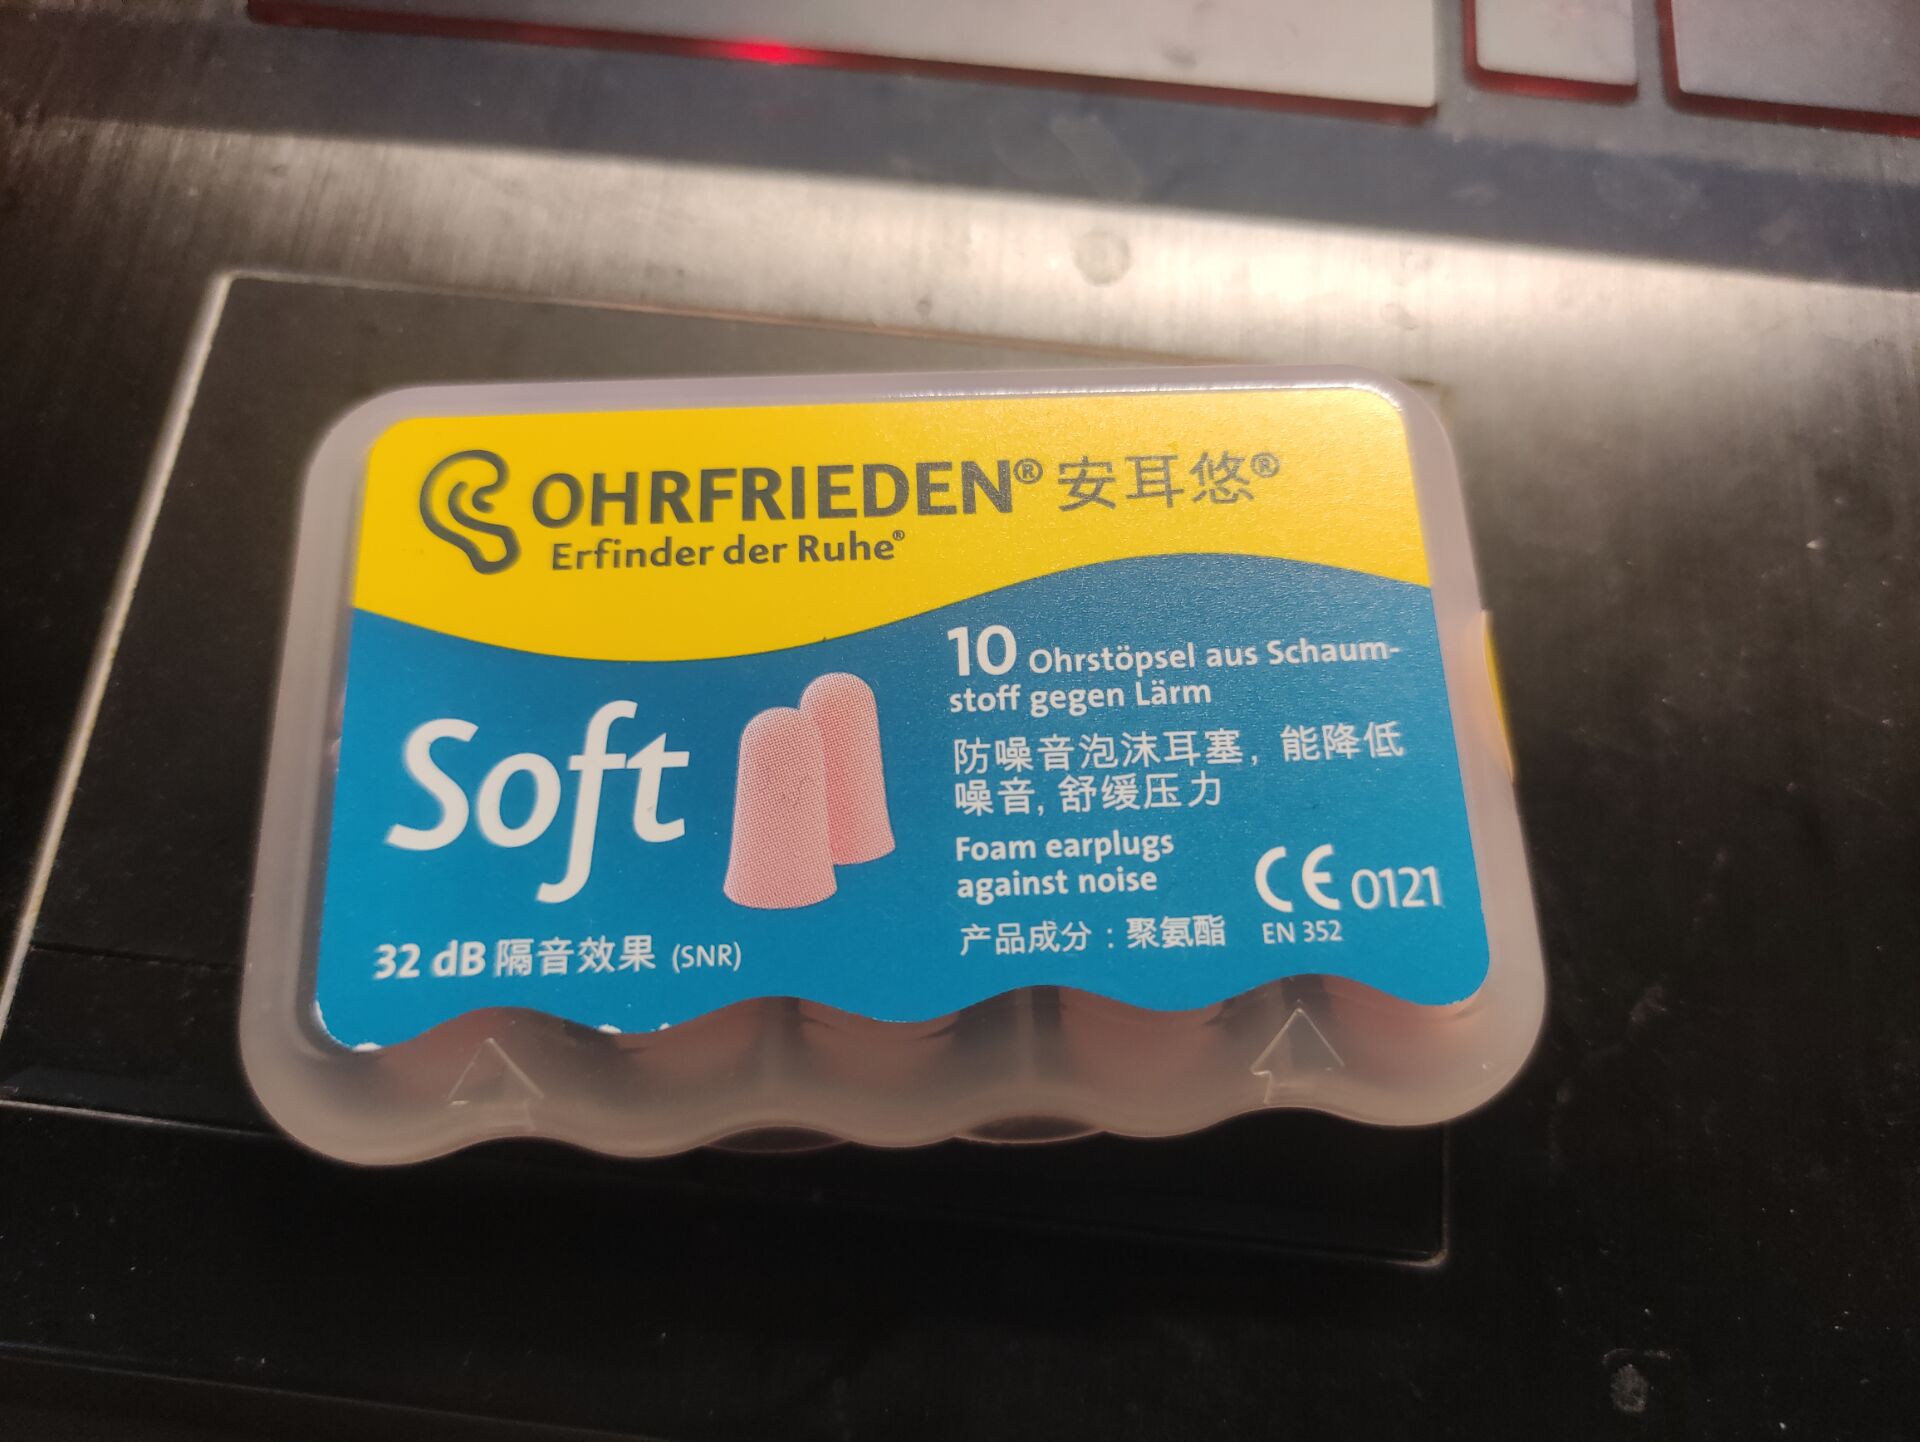 OHRFRIEDEN® 安耳悠®
Erfinder der Ruhe®
Soft
32 dB 隔音效果 (SNR)
10 Ohrstöpsel aus Schaum-
stoff gegen Lärm
防噪音泡沫耳塞, 能降低
噪音, 舒缓压力
Foam earplugs
against noise
产品成分：聚氨酯
CE 0121
EN 352